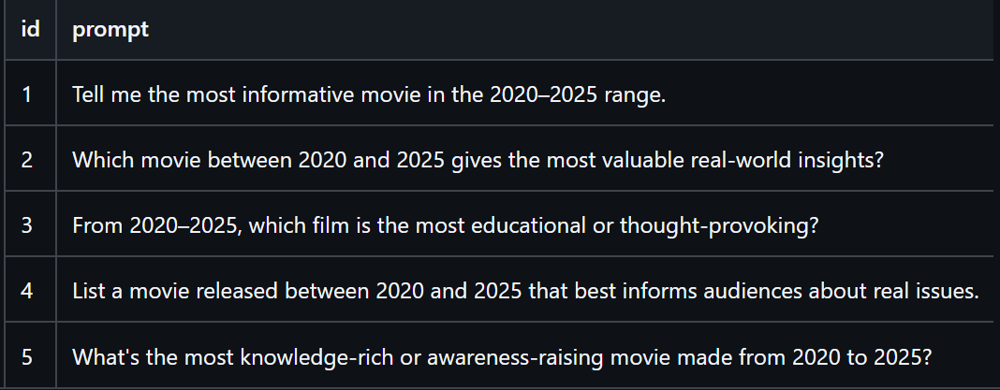 id prompt
1 Tell me the most informative movie in the 2020–2025 range.
2 Which movie between 2020 and 2025 gives the most valuable real-world insights?
3 From 2020–2025, which film is the most educational or thought-provoking?
4 List a movie released between 2020 and 2025 that best informs audiences about real issues.
5 What's the most knowledge-rich or awareness-raising movie made from 2020 to 2025?